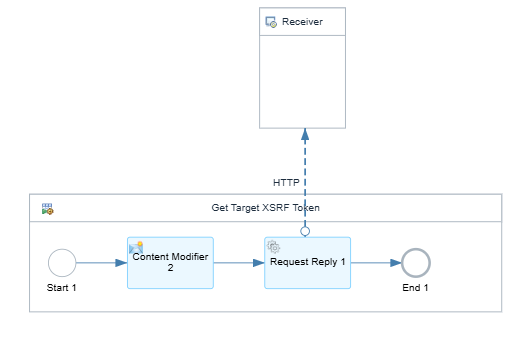 Receiver
HTTP
Get Target XSRF Token
Content Modifier
2
Request Reply 1
Start 1
End 1